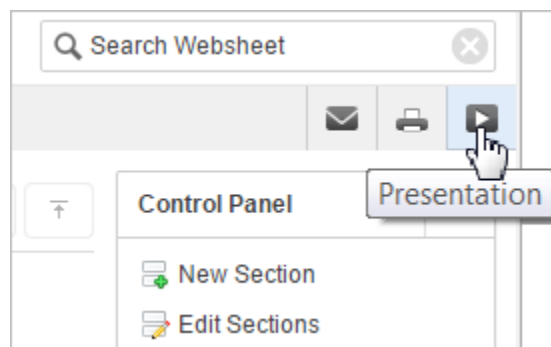 Search Websheet
Presentation
Control Panel
New Section
Edit Sections